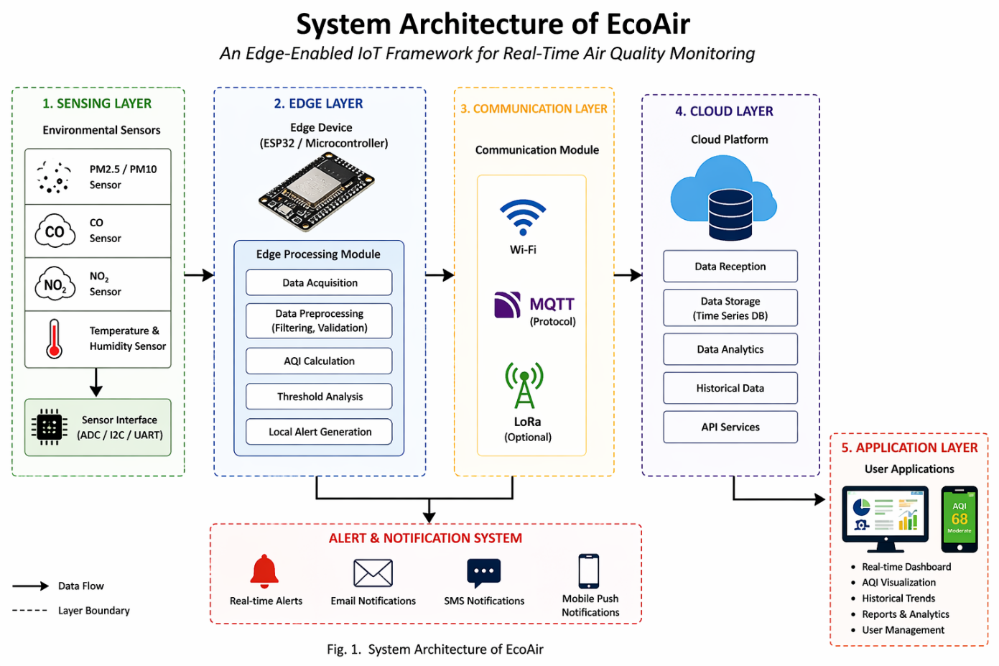 System Architecture of EcoAir
An Edge-Enabled IoT Framework for Real-Time Air Quality Monitoring
1. SENSING LAYER
Environmental Sensors
PM2.5 / PM10
Sensor
CO
CO
Sensor
NO₂
NO₂
Sensor
Temperature &
Humidity Sensor
Sensor Interface
(ADC / I2C / UART)
2. EDGE LAYER
Edge Device
(ESP32 / Microcontroller)
Edge Processing Module
Data Acquisition
Data Preprocessing
(Filtering, Validation)
AQI Calculation
Threshold Analysis
Local Alert Generation
3. COMMUNICATION LAYER
Communication Module
Wi-Fi
MQTT
(Protocol)
LoRa
(Optional)
4. CLOUD LAYER
Cloud Platform
Data Reception
Data Storage
(Time Series DB)
Data Analytics
Historical Data
API Services
5. APPLICATION LAYER
User Applications
AQI
68
Moderate
• Real-time Dashboard
• AQI Visualization
• Historical Trends
• Reports & Analytics
• User Management
ALERT & NOTIFICATION SYSTEM
Real-time Alerts
Email Notifications
SMS Notifications
Mobile Push
Notifications
Data Flow
Layer Boundary
Fig. 1. System Architecture of EcoAir